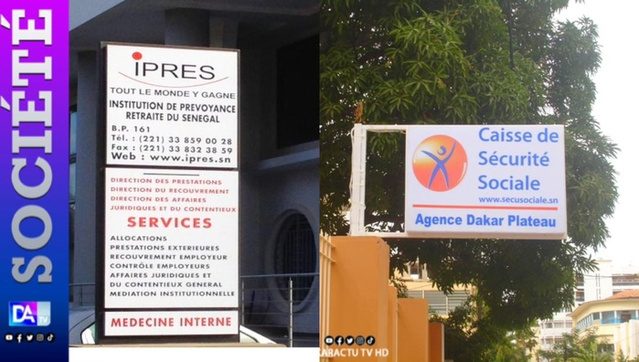 SOCIÉTÉ
DA
TV
iPRES
TOUT LE MONDE Y GAGNE
INSTITUTION DE PREVOYANCE
RETRAITE DU SENEGAL
B.P. 161
Tél. : (221) 33 859 00 28
Fax : (221) 33 832 38 59
Web : www.ipres.sn
DIRECTION DES PRESTATIONS
DIRECTION DU RECOUVREMENT
DIRECTION DES AFFAIRES
JURIDIQUES ET DU CONTENTIEUX
SERVICES
ALLOCATIONS
PRESTATIONS EXTERIEURES
RECOUVREMENT EMPLOYEUR
CONTRÔLE EMPLOYEURS
AFFAIRES JURIDIQUES ET
DU CONTENTIEUX GENERAL
MEDIATION INSTITUTIONNELLE
MEDECINE INTERNE
Caisse de
Sécurité
Sociale
www.secusociale.sn
Agence Dakar Plateau
KABACTU TV HD